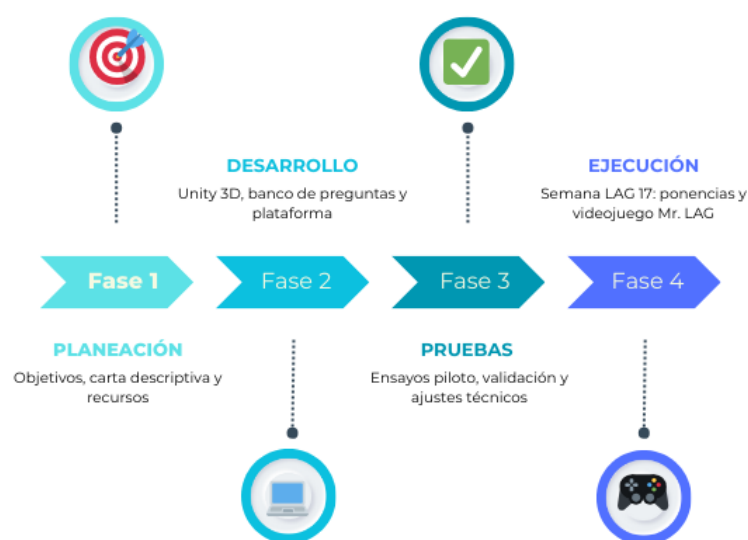 DESARROLLO
Unity 3D, banco de preguntas y
plataforma
EJECUCIÓN
Semana LAG 17: ponencias y
videojuego Mr. LAG
Fase 1
Fase 2
Fase 3
Fase 4
PLANEACIÓN
Objetivos, carta descriptiva y
recursos
PRUEBAS
Ensayos piloto, validación y
ajustes técnicos